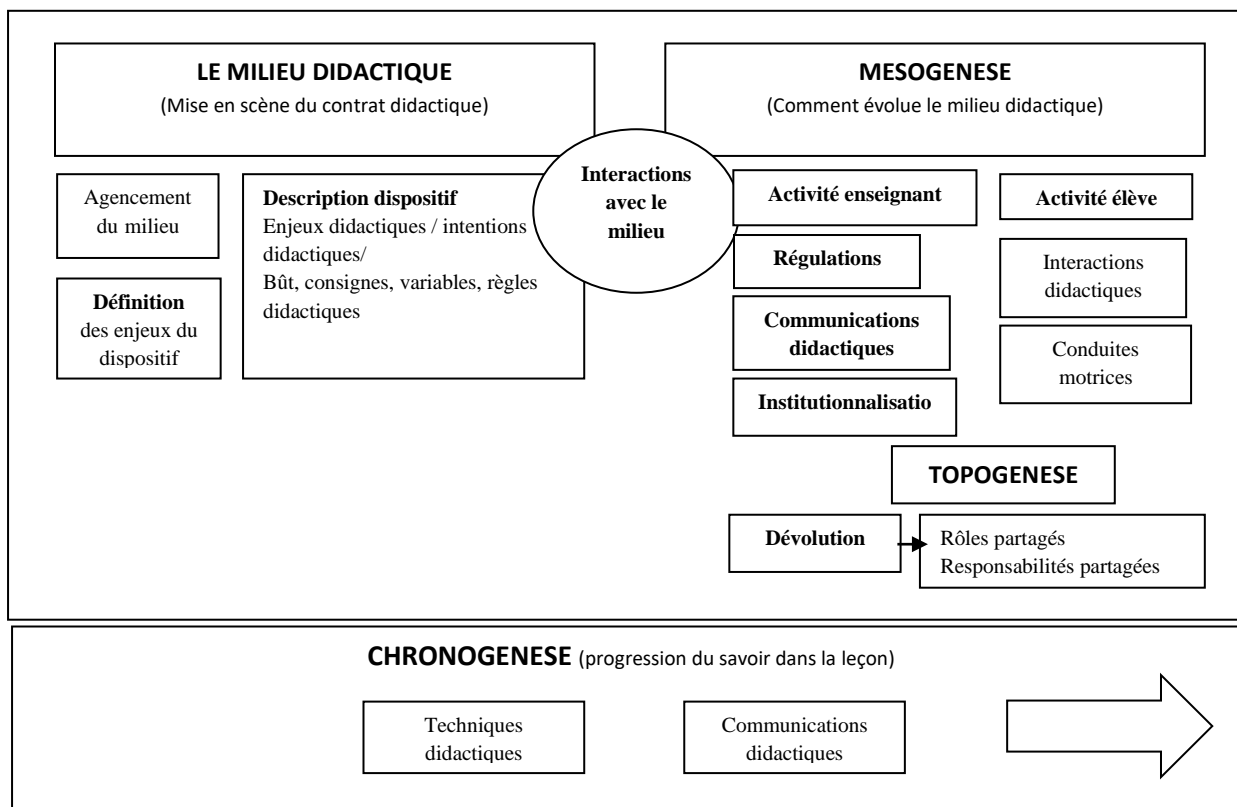 LE MILIEU DIDACTIQUE
(Mise en scène du contrat didactique)
MESOGENESE
(Comment évolue le milieu didactique)
Agencement
du milieu
Définition
des enjeux du
dispositif
Description dispositif
Enjeux didactiques / intentions
didactiques/
Bût, consignes, variables, règles
didactiques
Interactions
avec le
milieu
Activité enseignant
Régulations
Communications
didactiques
Institutionnalisatio
Activité élève
Interactions
didactiques
Conduites
motrices
TOPOGENESE
Dévolution
Rôles partagés
Responsabilités partagées
CHRONOGENESE (progression du savoir dans la leçon)
Techniques
didactiques
Communications
didactiques